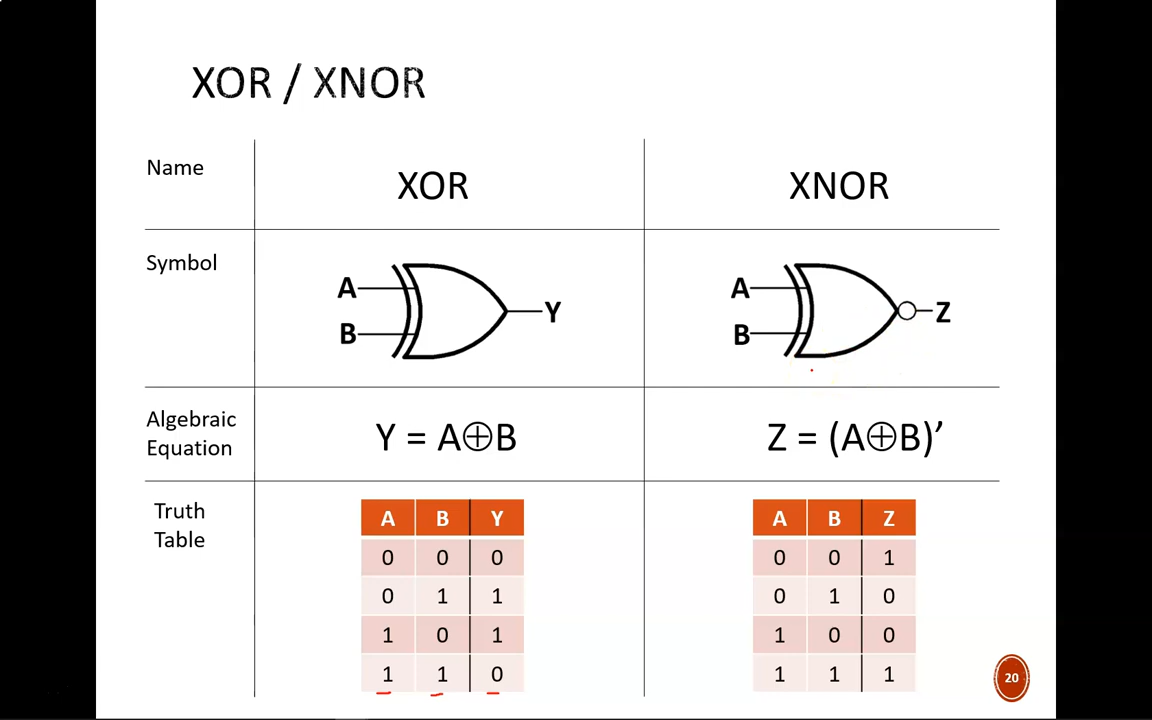 XOR / XNOR
Name
XOR
XNOR
Symbol
A
B
Y
A
B
Z
Algebraic
Equation
Y = A⊕B
Z = (A⊕B)’
Truth
Table
A B Y
0 0 0
0 1 1
1 0 1
1 1 0
A B Z
0 0 1
0 1 0
1 0 0
1 1 1
20